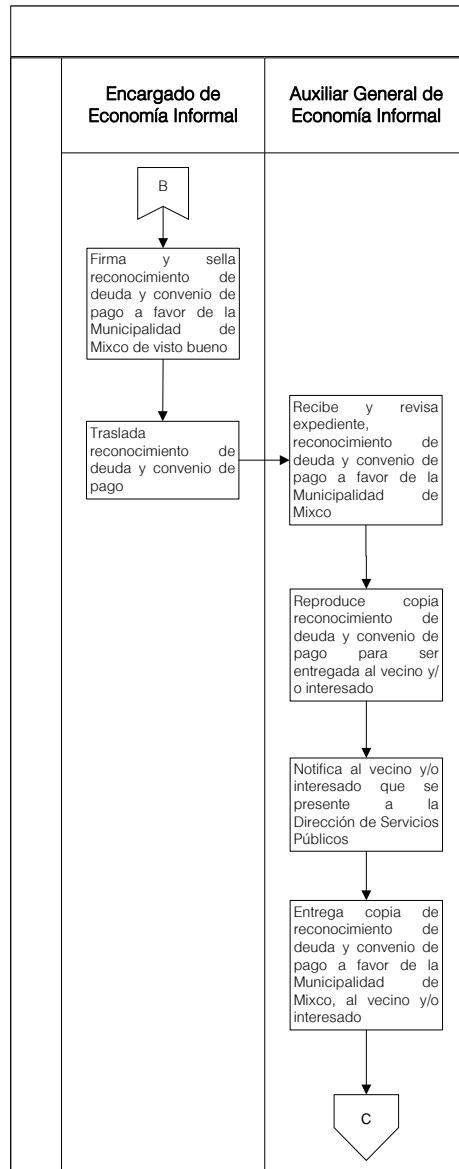 Encargado de
Economía Informal
Auxiliar General de
Economía Informal
B
Firma y sella
reconocimiento de
deuda y convenio de
pago a favor de la
Municipalidad de
Mixco de visto bueno
Traslada
reconocimiento de
deuda y convenio de
pago
Recibe y revisa
expediente,
reconocimiento de
deuda y convenio de
pago a favor de la
Municipalidad de
Mixco
Reproduce copia
reconocimiento de
deuda y convenio de
pago para ser
entregada al vecino y/
o interesado
Notifica al vecino y/o
interesado que se
presente a la
Dirección de Servicios
Públicos
Entrega copia de
reconocimiento de
deuda y convenio de
pago a favor de la
Municipalidad de
Mixco, al vecino y/o
interesado
C